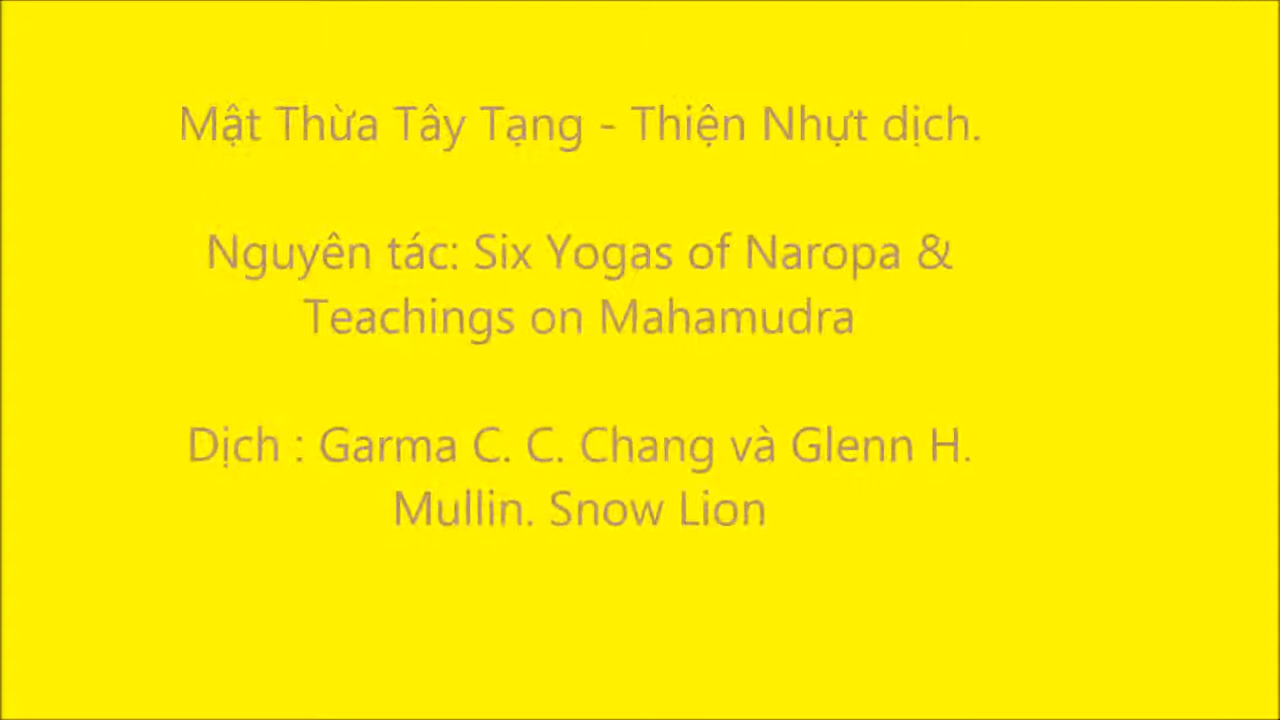 Mật Thừa Tây Tạng - Thiện Nhựt dịch.
Nguyên tác: Six Yogas of Naropa &
Teachings on Mahamudra
Dịch : Garma C. C. Chang và Glenn H.
Mullin. Snow Lion